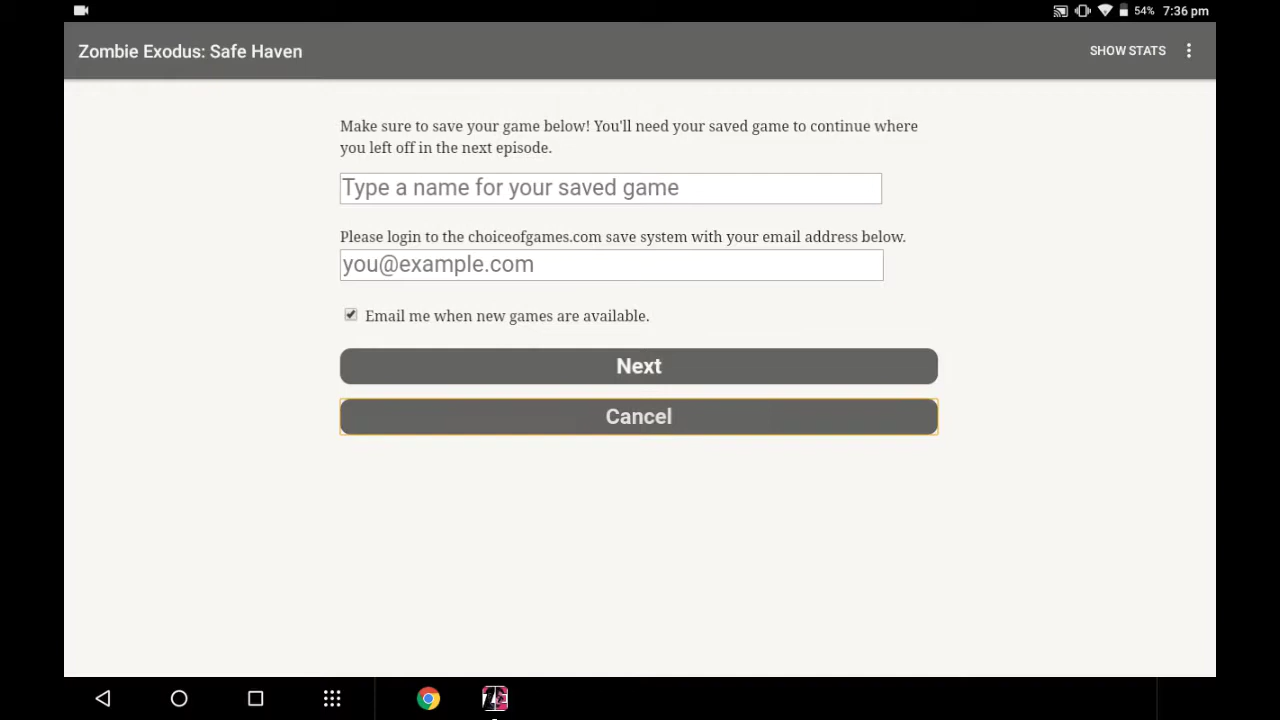 54% 7:36 pm
Zombie Exodus: Safe Haven
SHOW STATS
Make sure to save your game below! You'll need your saved game to continue where
you left off in the next episode.
Type a name for your saved game
Please login to the choiceofgames.com save system with your email address below.
you@example.com
Email me when new games are available.
Next
Cancel
ZE